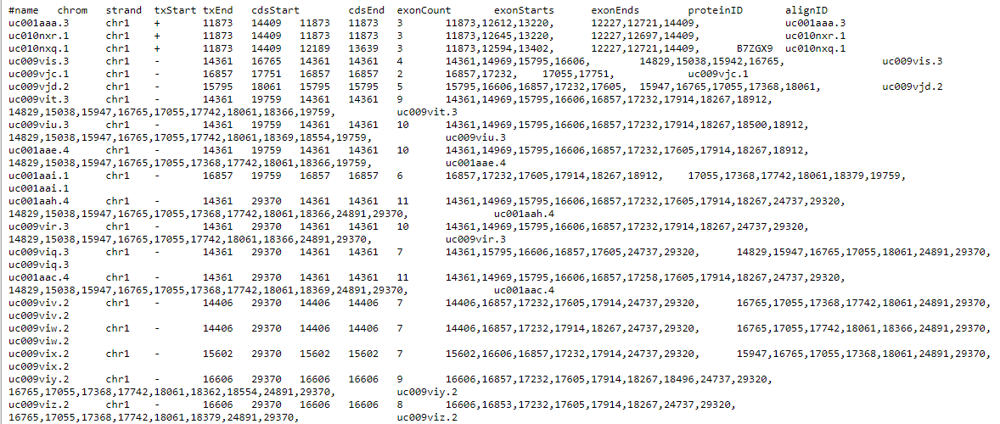 #name chrom strand txStart txEnd cdsStart cdsEnd exonCount exonStarts exonEnds proteinID alignID
uc001aaa.3 chr1 + 11873 14409 11873 11873 3 11873,12612,13220, 12227,12721,14409, uc001aaa.3
uc010nxr.1 chr1 + 11873 14409 11873 11873 3 11873,12645,13220, 12227,12697,14409, uc010nxr.1
uc010nxq.1 chr1 + 11873 14409 12189 13639 3 11873,12594,13402, 12227,12721,14409, B7ZGX9 uc010nxq.1
uc009vis.3 chr1 - 14361 16765 14361 14361 4 14361,14969,15795,16606, 14829,15038,15942,16765, uc009vis.3
uc009vjc.1 chr1 - 16857 17751 16857 16857 2 16857,17232, 17055,17751, uc009vjc.1
uc009vjd.2 chr1 - 15795 18061 15795 15795 5 15795,16606,16857,17232,17605, 15947,16765,17055,17368,18061, uc009vjd.2
uc009vit.3 chr1 - 14361 19759 14361 14361 9 14361,14969,15795,16606,16857,17232,17914,18267,18912,
14829,15038,15947,16765,17055,17742,18061,18366,19759, uc009vit.3
uc009viu.3 chr1 - 14361 19759 14361 14361 10 14361,14969,15795,16606,16857,17232,17914,18267,18500,18912,
14829,15038,15947,16765,17055,17742,18061,18369,18554,19759, uc009viu.3
uc001aae.4 chr1 - 14361 19759 14361 14361 10 14361,14969,15795,16606,16857,17232,17605,17914,18267,18912,
14829,15038,15947,16765,17055,17368,17742,18061,18366,19759, uc001aae.4
uc001aai.1 chr1 - 16857 19759 16857 16857 6 16857,17232,17605,17914,18267,18912, 17055,17368,17742,18061,18379,19759,
uc001aai.1
uc001aah.4 chr1 - 14361 29370 14361 14361 11 14361,14969,15795,16606,16857,17232,17605,17914,18267,24737,29320,
14829,15038,15947,16765,17055,17368,17742,18061,18366,24891,29370, uc001aah.4
uc009vir.3 chr1 - 14361 29370 14361 14361 10 14361,14969,15795,16606,16857,17232,17914,18267,24737,29320,
14829,15038,15947,16765,17055,17742,18061,18366,24891,29370, uc009vir.3
uc009viq.3 chr1 - 14361 29370 14361 14361 7 14361,15795,16606,16857,17605,24737,29320, 14829,15947,16765,17055,18061,24891,29370,
uc009viq.3
uc001aac.4 chr1 - 14361 29370 14361 14361 11 14361,14969,15795,16606,16857,17258,17605,17914,18267,24737,29320,
14829,15038,15947,16765,17055,17368,17742,18061,18369,24891,29370, uc001aac.4
uc009viv.2 chr1 - 14406 29370 14406 14406 7 14406,16857,17232,17605,17914,24737,29320, 16765,17055,17368,17742,18061,24891,29370,
uc009viv.2
uc009viw.2 chr1 - 14406 29370 14406 14406 7 14406,16857,17232,17914,18267,24737,29320, 16765,17055,17742,18061,18366,24891,29370,
uc009viw.2
uc009vix.2 chr1 - 15602 29370 15602 15602 7 15602,16606,16857,17232,17914,24737,29320, 15947,16765,17055,17368,18061,24891,29370,
uc009vix.2
uc009viy.2 chr1 - 16606 29370 16606 16606 9 16606,16857,17232,17605,17914,18267,18496,24737,29320,
16765,17055,17368,17742,18061,18362,18554,24891,29370, uc009viy.2
uc009viz.2 chr1 - 16606 29370 16606 16606 8 16606,16853,17232,17605,17914,18267,24737,29320,
16765,17055,17368,17742,18061,18379,24891,29370, uc009viz.2